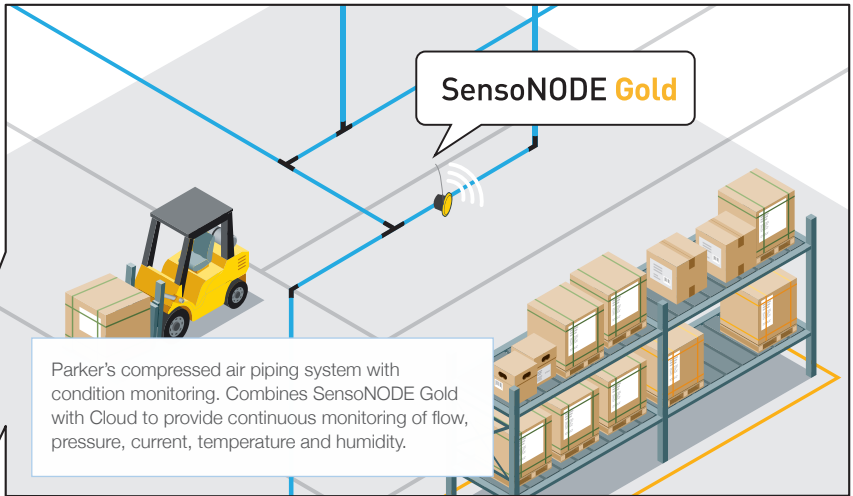 SensoNODE Gold
Parker’s compressed air piping system with
condition monitoring. Combines SensoNODE Gold
with Cloud to provide continuous monitoring of flow,
pressure, current, temperature and humidity.